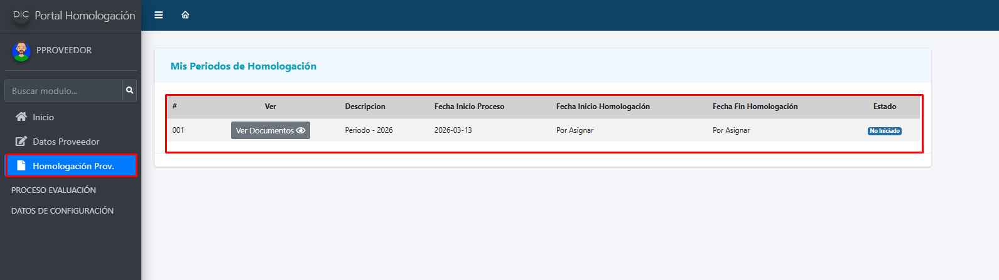 DIC Portal Homologación
PPROVEEDOR
Buscar modulo...
Inicio
Datos Proveedor
Homologación Prov.
PROCESO EVALUACIÓN
DATOS DE CONFIGURACIÓN
Mis Periodos de Homologación
# Ver Descripcion Fecha Inicio Proceso Fecha Inicio Homologación Fecha Fin Homologación Estado
001 Ver Documentos Periodo - 2026 2026-03-13 Por Asignar Por Asignar No Iniciado